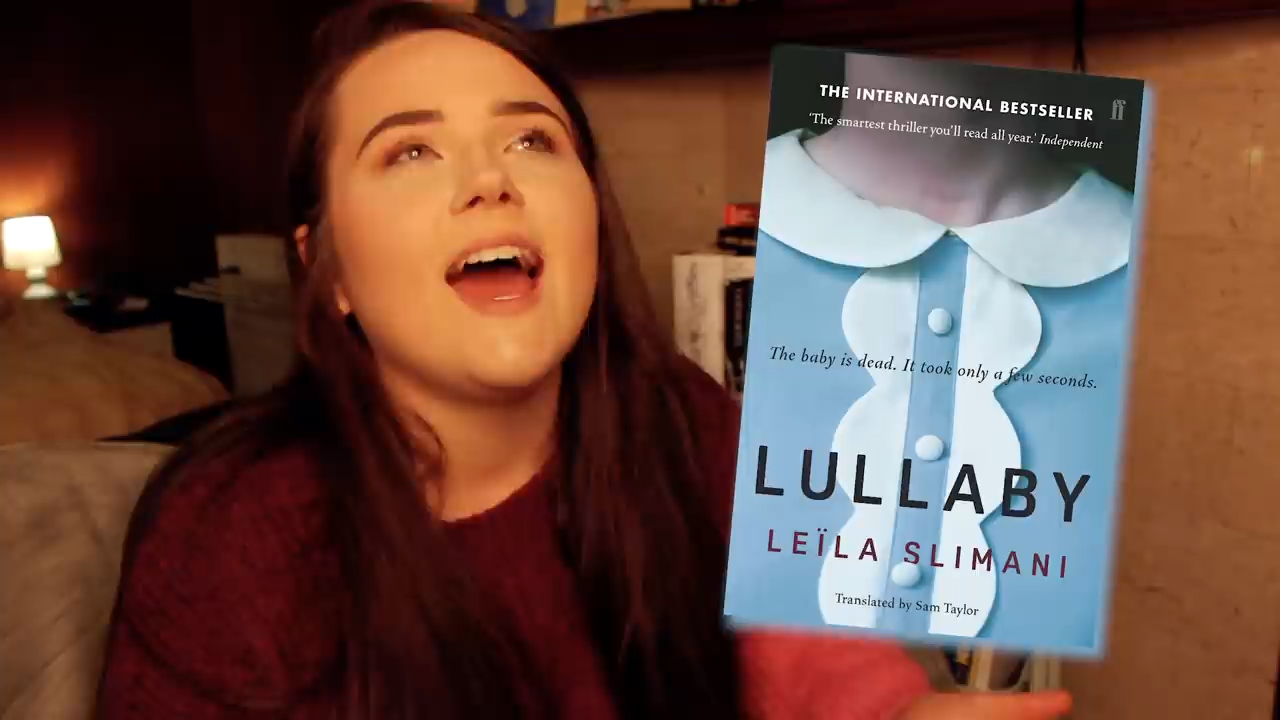 THE INTERNATIONAL BESTSELLER
ff
'The smartest thriller you'll read all year.' Independent
The baby is dead. It took only a few seconds.
LULLABY
LEÏLA SLIMANI
Translated by Sam Taylor